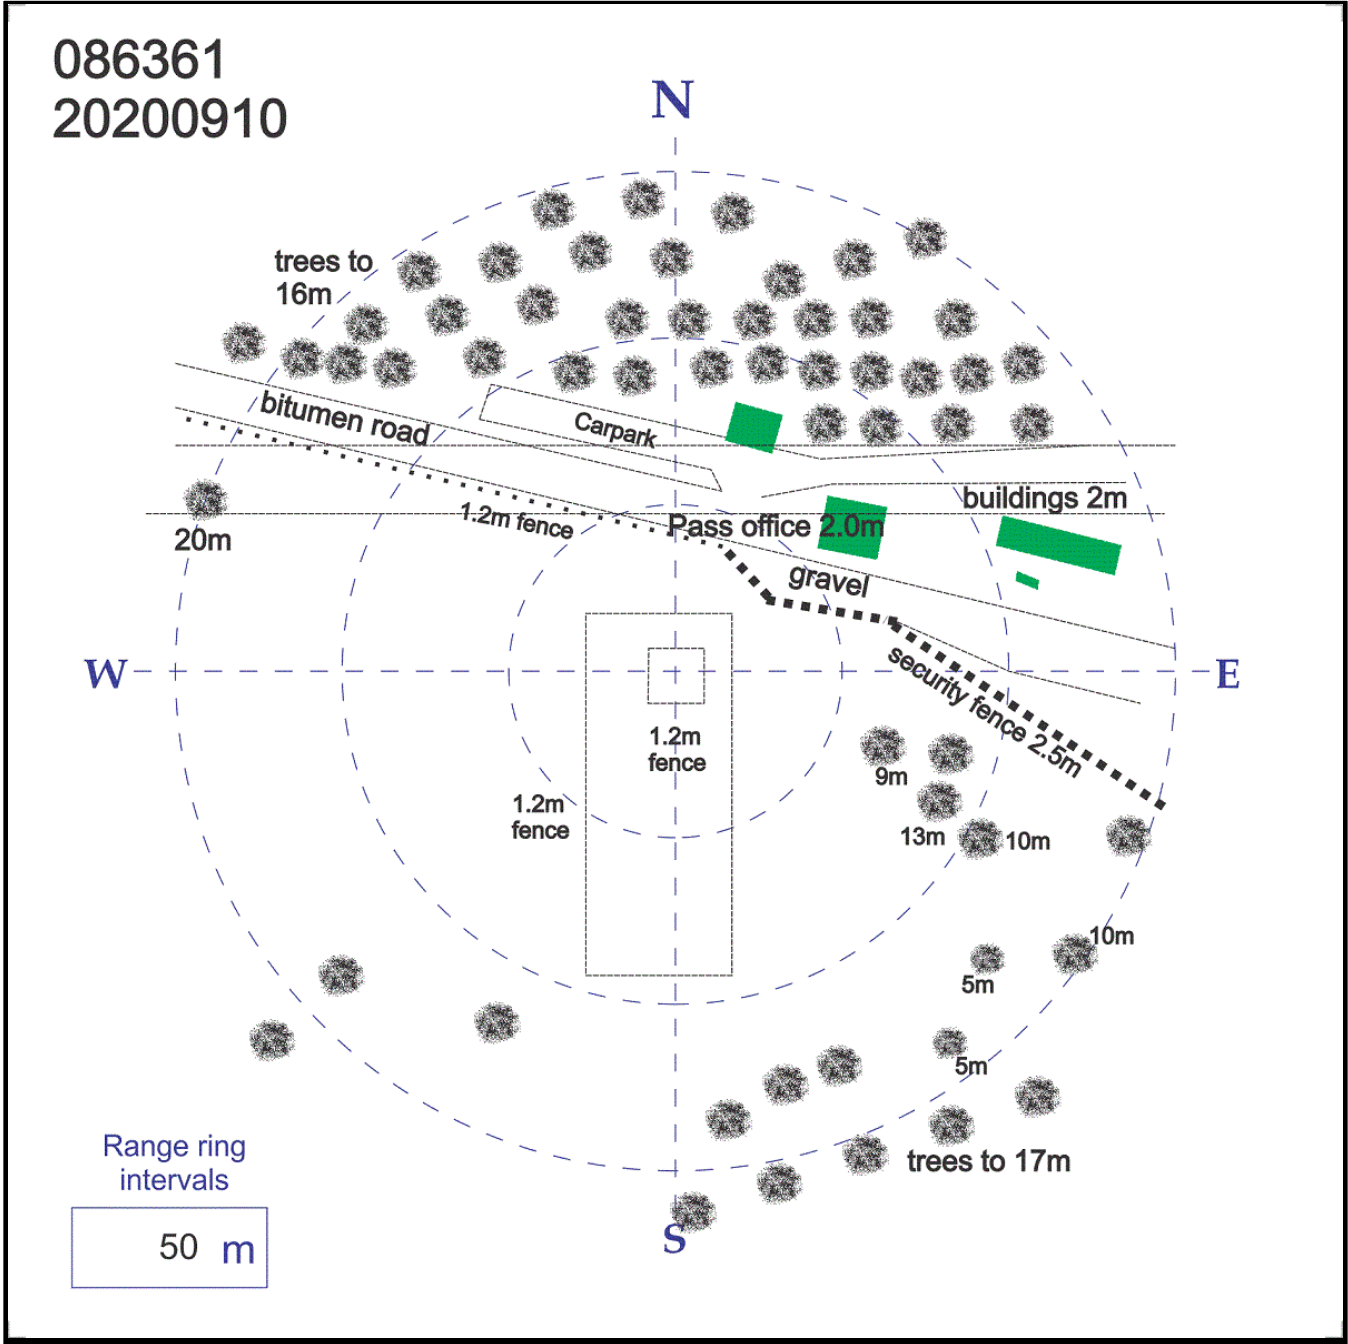 086361
20200910
N
trees to
16m
bitumen road
Carpark
buildings 2m
1.2m fence
Pass office 2.0m
20m
gravel
W
E
security fence 2.5m
1.2m
fence
9m
1.2m
fence
13m
10m
10m
5m
5m
Range ring
intervals
trees to 17m
50 m
S